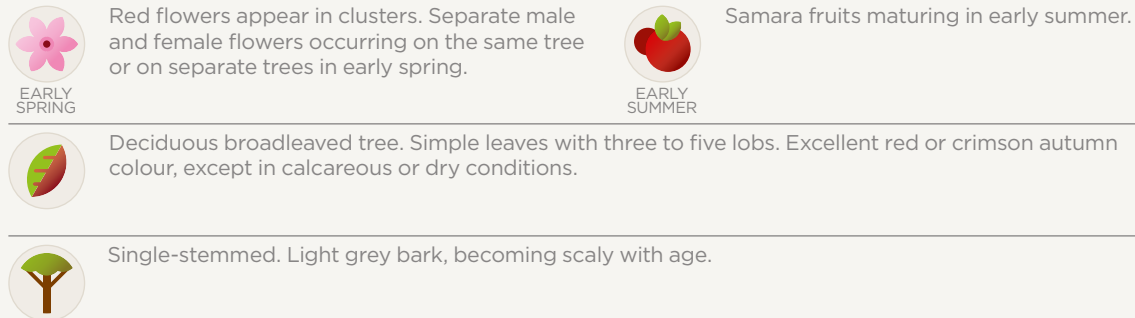 Red flowers appear in clusters. Separate male
and female flowers occurring on the same tree
or on separate trees in early spring.
EARLY
SPRING
Samara fruits maturing in early summer.
EARLY
SUMMER
Deciduous broadleaved tree. Simple leaves with three to five lobs. Excellent red or crimson autumn
colour, except in calcareous or dry conditions.
Single-stemmed. Light grey bark, becoming scaly with age.